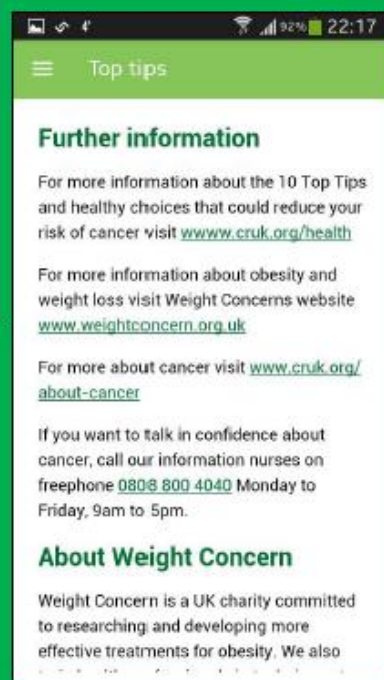 92% 22:17
Top tips
Further information
For more information about the 10 Top Tips
and healthy choices that could reduce your
risk of cancer visit wwww.cruk.org/health
For more information about obesity and
weight loss visit Weight Concerns website
www.weightconcern.org.uk
For more about cancer visit www.cruk.org/
about-cancer
If you want to talk in confidence about
cancer, call our information nurses on
freephone 0808 800 4040 Monday to
Friday, 9am to 5pm.
About Weight Concern
Weight Concern is a UK charity committed
to researching and developing more
effective treatments for obesity. We also